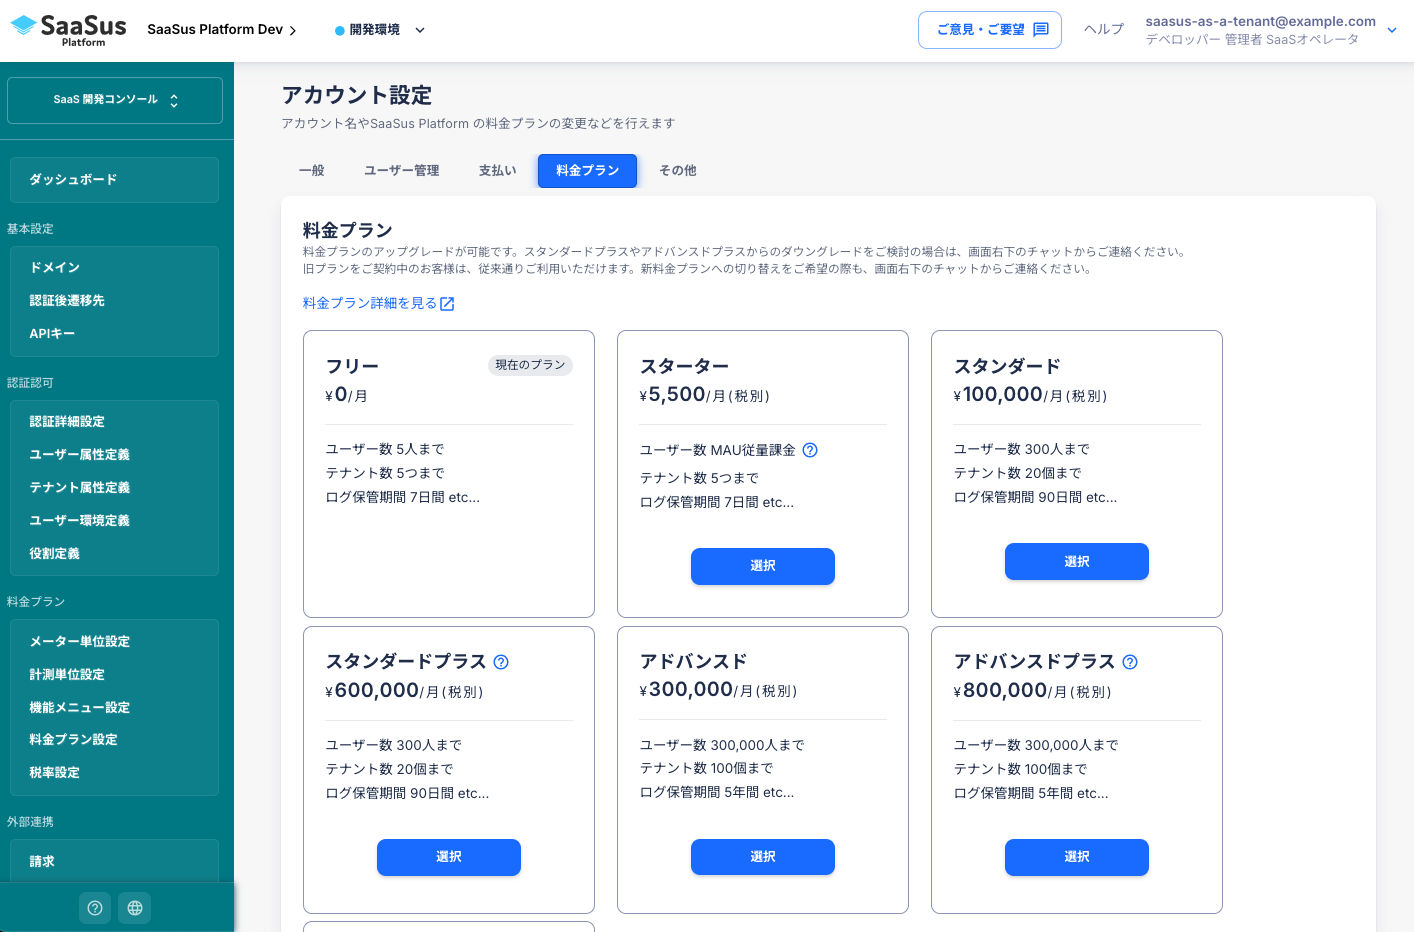 SaaSus Platform
SaaSus Platform Dev
開発環境
ご意見・ご要望
ヘルプ
saasus-as-a-tenant@example.com
デベロッパー 管理者 SaaSオペレータ
SaaS 開発コンソール
ダッシュボード
基本設定
ドメイン
認証後遷移先
APIキー
認証認可
認証詳細設定
ユーザー属性定義
テナント属性定義
ユーザー環境定義
役割定義
料金プラン
メーター単位設定
計測単位設定
機能メニュー設定
料金プラン設定
税率設定
外部連携
請求
アカウント設定
アカウント名やSaaSus Platform の料金プランの変更などを行えます
一般
ユーザー管理
支払い
料金プラン
その他
料金プラン
料金プランのアップグレードが可能です。スタンダードプラスやアドバンスドプラスからのダウングレードをご検討の場合は、画面右下のチャットからご連絡ください。
旧プランをご契約中のお客様は、従来通りご利用いただけます。新料金プランへの切り替えをご希望の際も、画面右下のチャットからご連絡ください。
料金プラン詳細を見る
フリー
現在のプラン
¥0/月
ユーザー数 5人まで
テナント数 5つまで
ログ保管期間 7日間 etc...
スターター
¥5,500/月(税別)
ユーザー数 MAU従量課金
テナント数 5つまで
ログ保管期間 7日間 etc...
選択
スタンダード
¥100,000/月(税別)
ユーザー数 300人まで
テナント数 20個まで
ログ保管期間 90日間 etc...
選択
スタンダードプラス
¥600,000/月(税別)
ユーザー数 300人まで
テナント数 20個まで
ログ保管期間 90日間 etc...
選択
アドバンスド
¥300,000/月(税別)
ユーザー数 300,000人まで
テナント数 100個まで
ログ保管期間 5年間 etc...
選択
アドバンスドプラス
¥800,000/月(税別)
ユーザー数 300,000人まで
テナント数 100個まで
ログ保管期間 5年間 etc...
選択